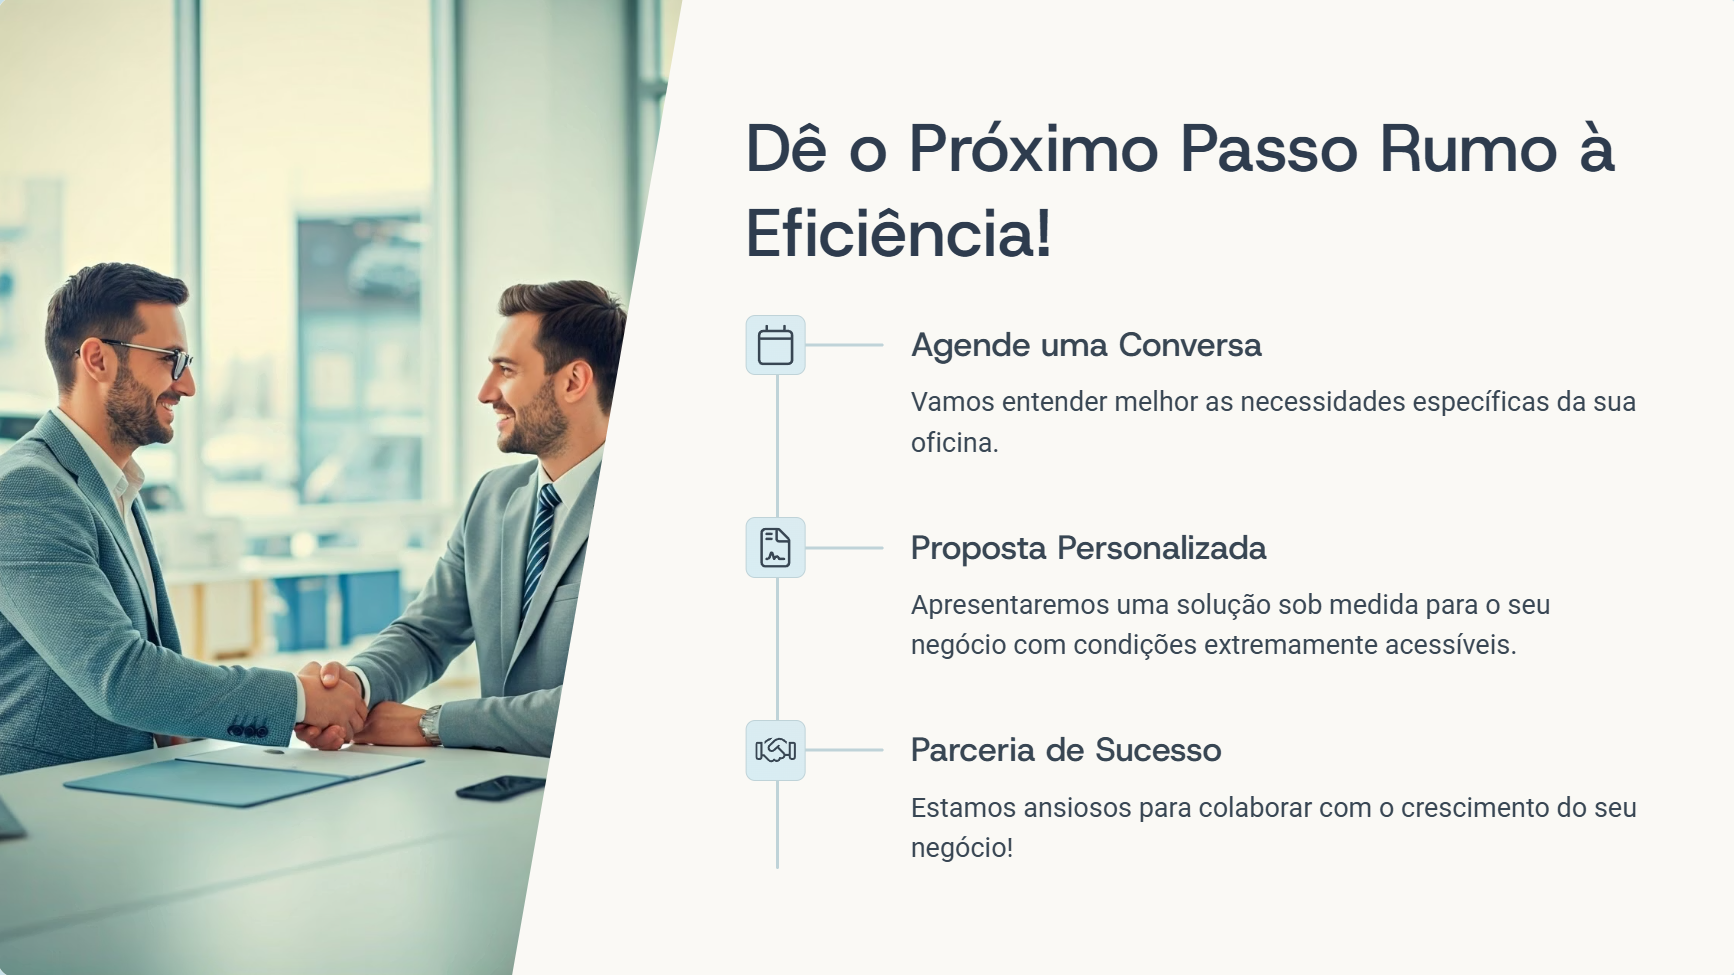 Dê o Próximo Passo Rumo à
Eficiência!
Agende uma Conversa
Vamos entender melhor as necessidades específicas da sua
oficina.
Proposta Personalizada
Apresentaremos uma solução sob medida para o seu
negócio com condições extremamente acessíveis.
Parceria de Sucesso
Estamos ansiosos para colaborar com o crescimento do seu
negócio!